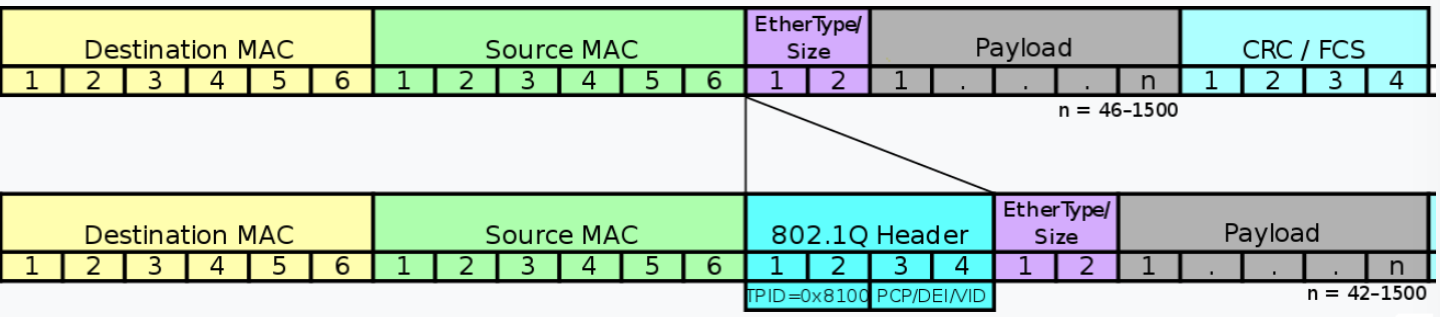 Destination MAC Source MAC EtherType/ Size Payload CRC / FCS
1 2 3 4 5 6 1 2 3 4 5 6 1 2 1 . . . n 1 2 3 4
n = 46–1500
Destination MAC Source MAC 802.1Q Header EtherType/ Size Payload
1 2 3 4 5 6 1 2 3 4 5 6 1 2 3 4 1 2 1 . . . n
TPID=0x8100 PCP/DEI/VID
n = 42–1500